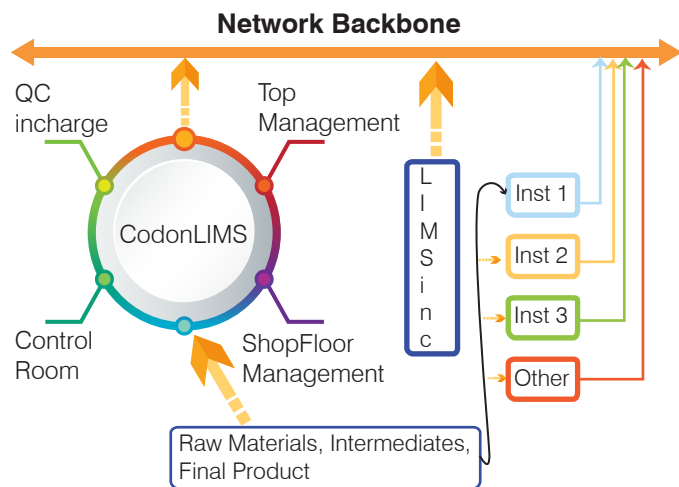 Network Backbone
QC
incharge
Top
Management
CodonLIMS
Control
Room
ShopFloor
Management
L
I
M
S
i
n
c
Inst 1
Inst 2
Inst 3
Other
Raw Materials, Intermediates,
Final Product